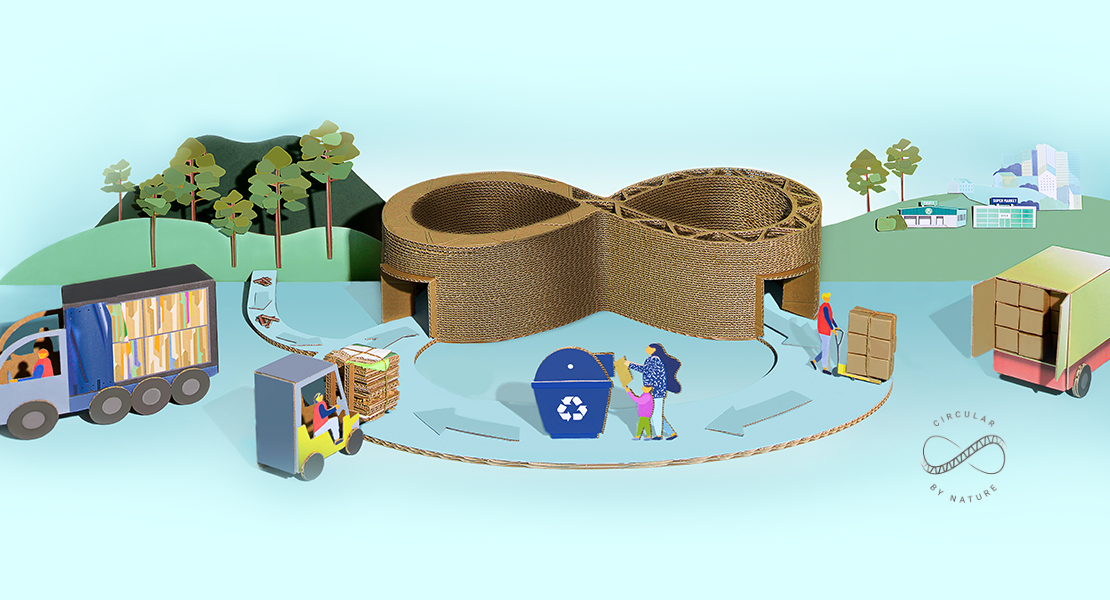 SUPER MARKET
CIRCULAR
BY NATURE